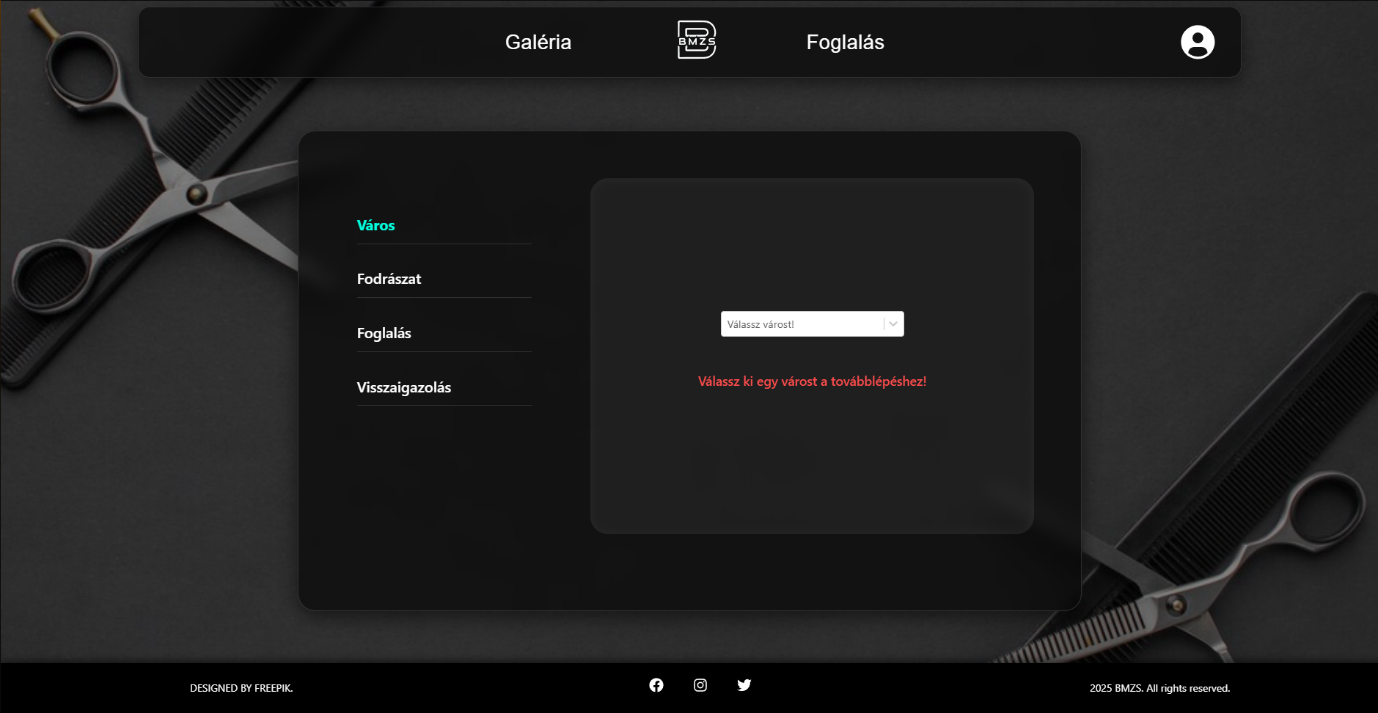 Galéria
BMZS
Foglalás
Város
Fodrászat
Foglalás
Visszaigazolás
Válassz várost!
Válassz ki egy várost a továbblépéshez!
DESIGNED BY FREEPIK.
2025 BMZS. All rights reserved.